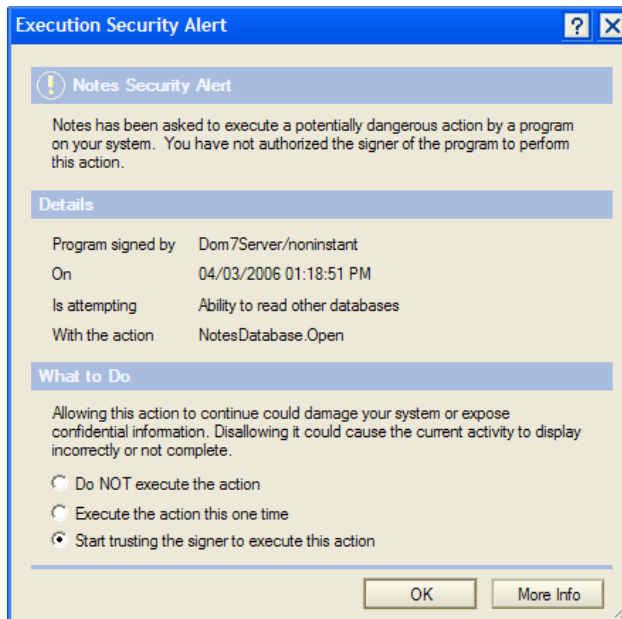 Execution Security Alert
Notes Security Alert
Notes has been asked to execute a potentially dangerous action by a program
on your system.  You have not authorized the signer of the program to perform
this action.
Details
Program signed by Dom7Server/noninstant
On 04/03/2006 01:18:51 PM
Is attempting Ability to read other databases
With the action NotesDatabase.Open
What to Do
Allowing this action to continue could damage your system or expose
confidential information. Disallowing it could cause the current activity to display
incorrectly or not complete.
Do NOT execute the action
Execute the action this one time
Start trusting the signer to execute this action
OK More Info